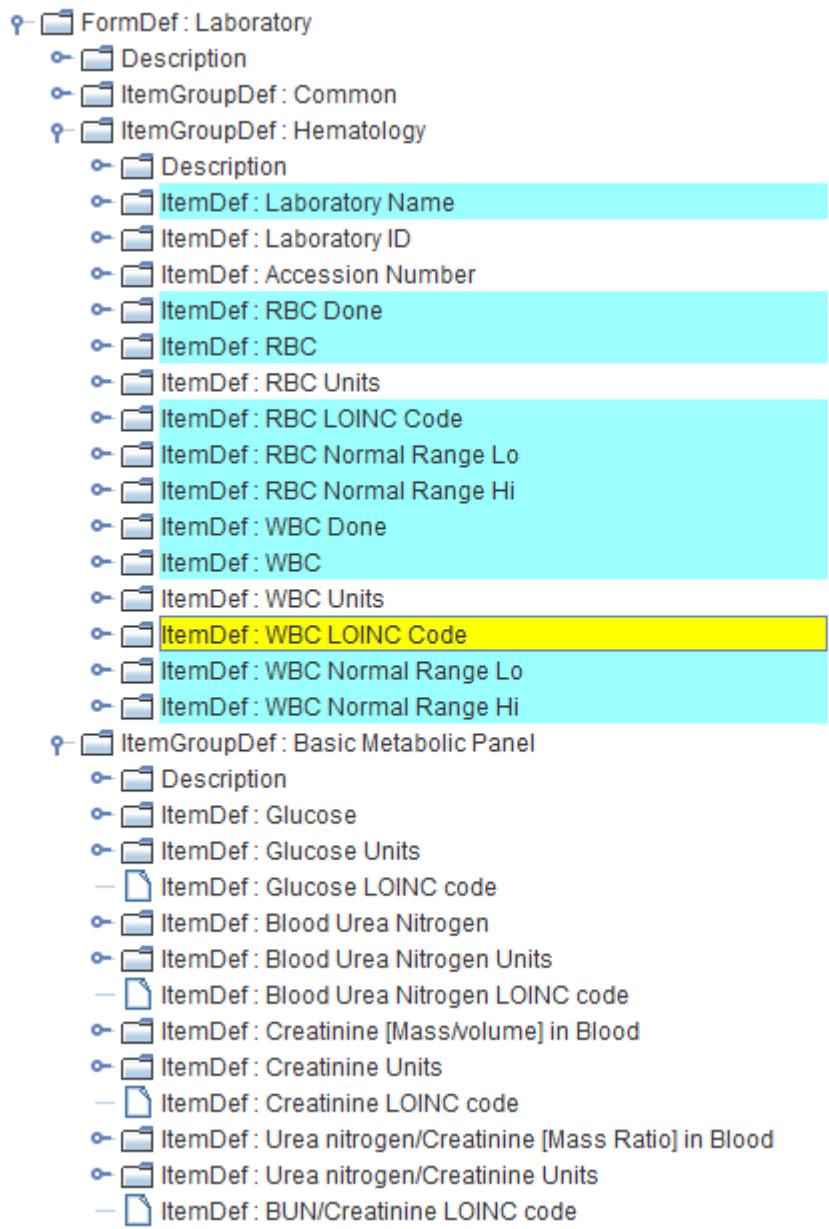 FormDef : Laboratory
Description
ItemGroupDef : Common
ItemGroupDef : Hematology
Description
ItemDef : Laboratory Name
ItemDef : Laboratory ID
ItemDef : Accession Number
ItemDef : RBC Done
ItemDef : RBC
ItemDef : RBC Units
ItemDef : RBC LOINC Code
ItemDef : RBC Normal Range Lo
ItemDef : RBC Normal Range Hi
ItemDef : WBC Done
ItemDef : WBC
ItemDef : WBC Units
ItemDef : WBC LOINC Code
ItemDef : WBC Normal Range Lo
ItemDef : WBC Normal Range Hi
ItemGroupDef : Basic Metabolic Panel
Description
ItemDef : Glucose
ItemDef : Glucose Units
ItemDef : Glucose LOINC code
ItemDef : Blood Urea Nitrogen
ItemDef : Blood Urea Nitrogen Units
ItemDef : Blood Urea Nitrogen LOINC code
ItemDef : Creatinine [Mass/volume] in Blood
ItemDef : Creatinine Units
ItemDef : Creatinine LOINC code
ItemDef : Urea nitrogen/Creatinine [Mass Ratio] in Blood
ItemDef : Urea nitrogen/Creatinine Units
ItemDef : BUN/Creatinine LOINC code